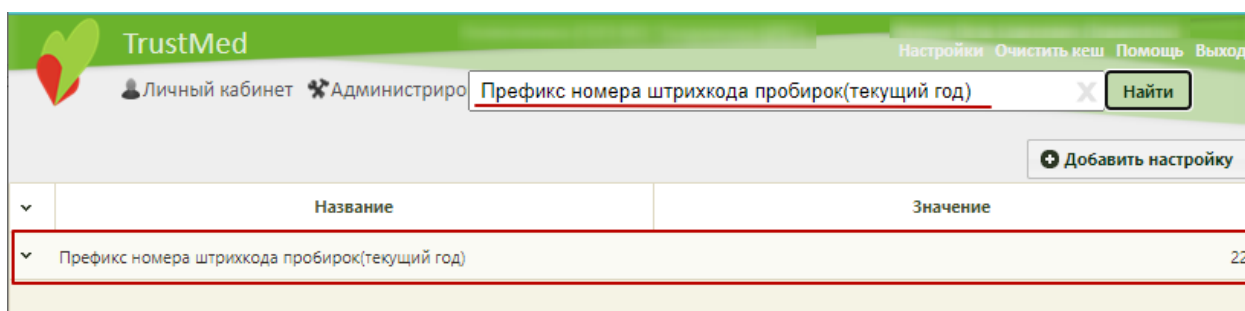 TrustMed
Настройки Очистить кеш Помощь Выход
Личный кабинет Администриро Префикс номера штрихкода пробирок(текущий год) X Найти
Добавить настройку
Название Значение
Префикс номера штрихкода пробирок(текущий год) 22